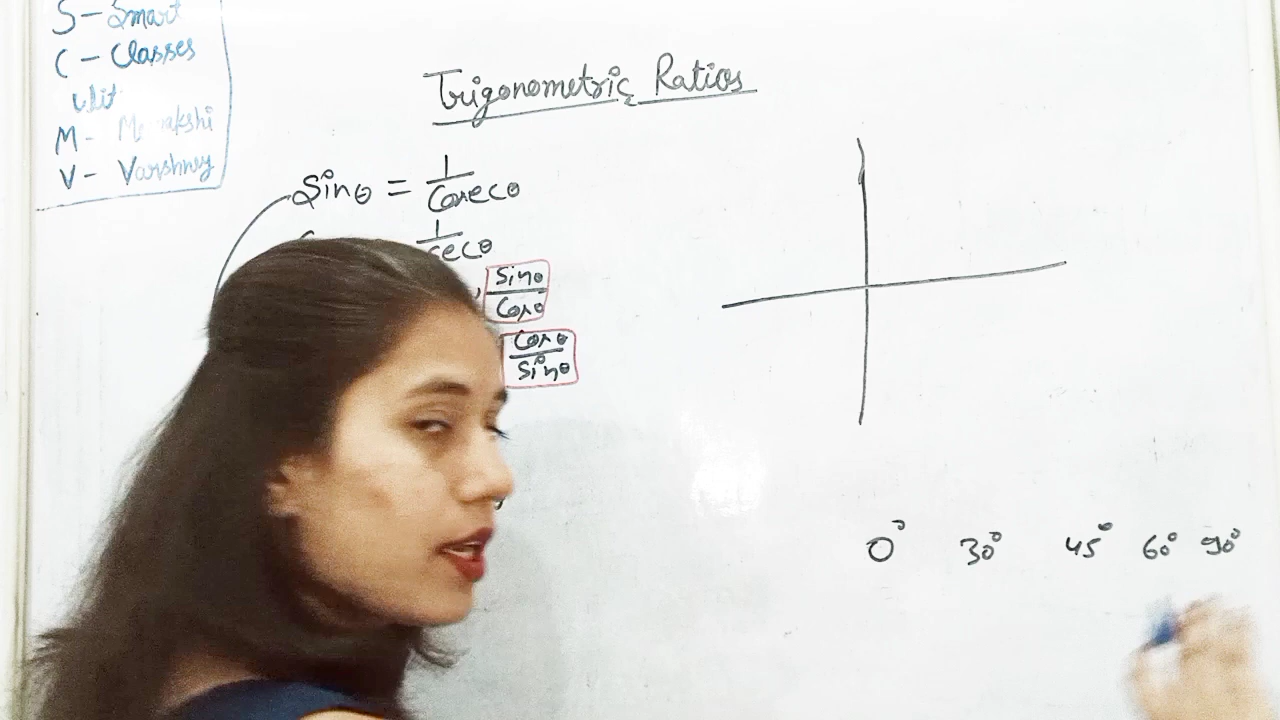 S - Smart
C - Classes
M - 
V - Varshney
Trigonometric Ratios
Sinθ = 1/Cosecθ
1/secθ
, Sinθ/Cosθ
Cosθ/Sinθ
0° 30° 45° 60° 90°